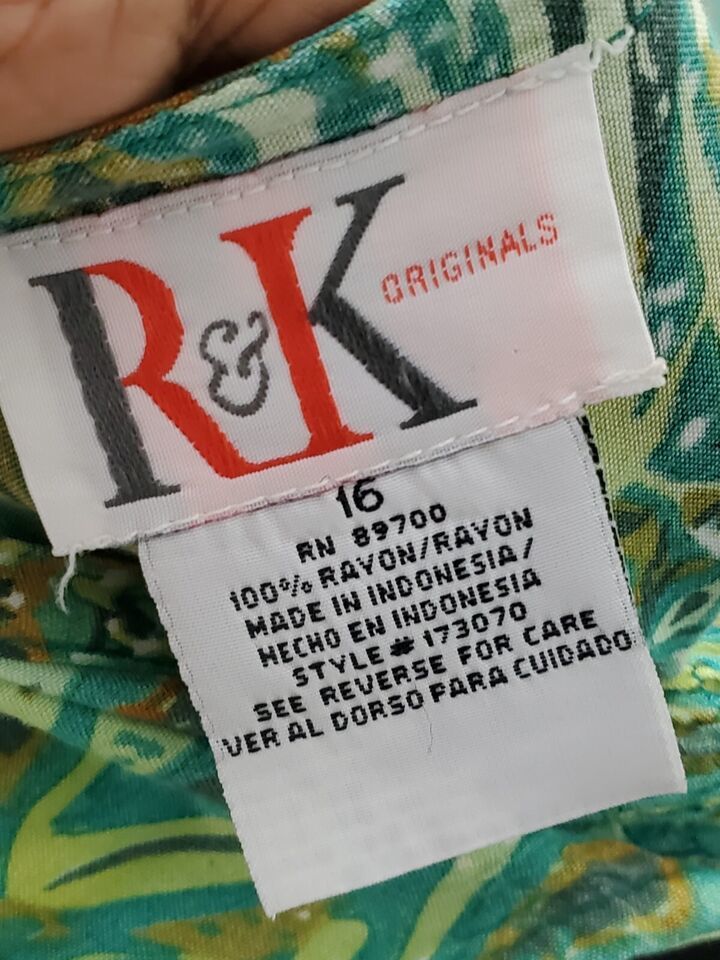 R&K ORIGINALS
16
RN 89700
100% RAYON/RAYON
MADE IN INDONESIA/
HECHO EN INDONESIA
STYLE # 173070
SEE REVERSE FOR CARE
VER AL DORSO PARA CUIDADO